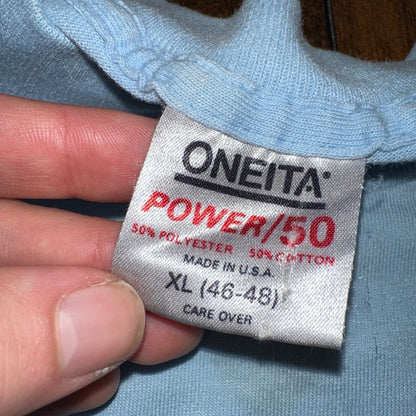 ONEITA®
POWER/50
50% POLYESTER 50% COTTON
MADE IN U.S.A.
XL (46-48)
CARE OVER